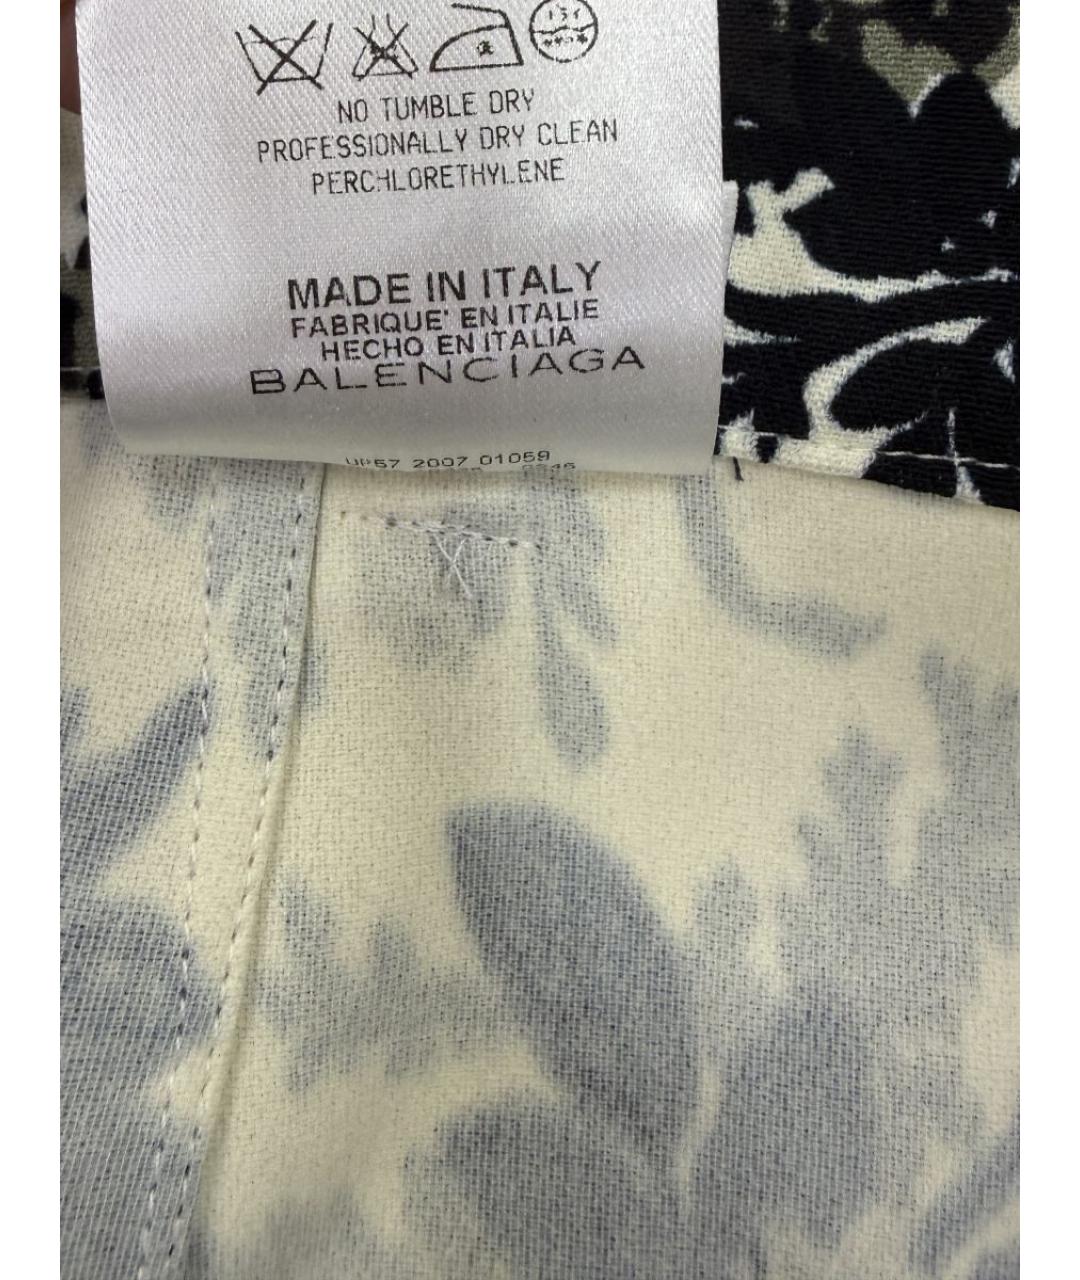 NO TUMBLE DRY
PROFESSIONALLY DRY CLEAN
PERCHLORETHYLENE
MADE IN ITALY
FABRIQUE' EN ITALIE
HECHO EN ITALIA
BALENCIAGA
2007 01059